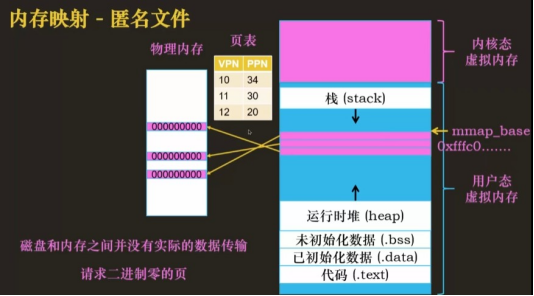 内存映射 - 匿名文件
物理内存
页表
VPN PPN
10 34
11 30
12 20
000000000
000000000
000000000
磁盘和内存之间并没有实际的数据传输
请求二进制零的页
栈 (stack)
运行时堆 (heap)
未初始化数据 (.bss)
已初始化数据 (.data)
代码 (.text)
内核态
虚拟内存
mmap_base
0xfffc0.......
用户态
虚拟内存